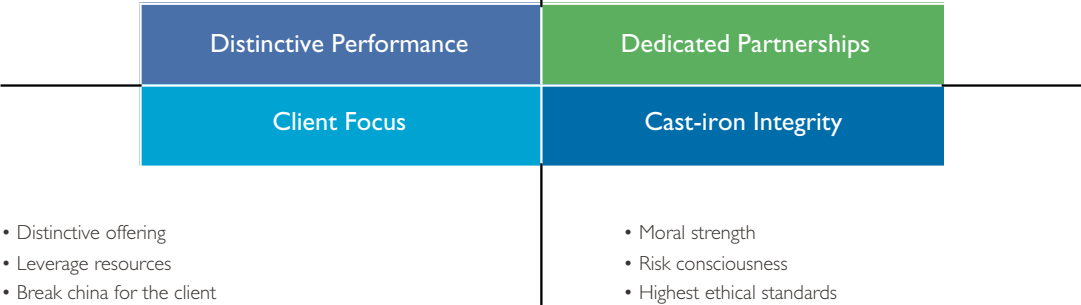 Distinctive Performance
Dedicated Partnerships
Client Focus
Cast-iron Integrity
• Distinctive offering
• Leverage resources
• Break china for the client
• Moral strength
• Risk consciousness
• Highest ethical standards